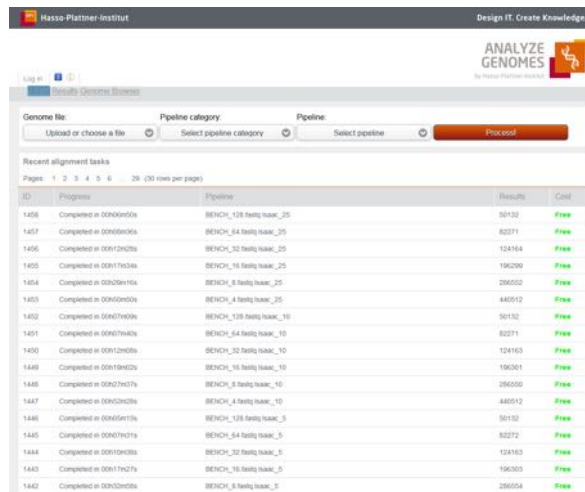 Hasso-Plattner-Institut
Design IT. Create Knowledge
ANALYZE
GENOMES
by Hasso-Plattner-Institut
Log in
Results Genome Browser
Genome file: Pipeline category: Pipeline:
Upload or choose a file Select pipeline category Select pipeline Process!
Recent alignment tasks
Pages: 1 2 3 4 5 6 ... 29 (50 rows per page)
ID Progress Pipeline Results Cost
1458 Completed in 00h06m50s BENCH_128.fastq isaac_25 50132 Free
1457 Completed in 00h08m36s BENCH_64.fastq isaac_25 82271 Free
1456 Completed in 00h12m28s BENCH_32.fastq isaac_25 124164 Free
1455 Completed in 00h17m34s BENCH_16.fastq isaac_25 196299 Free
1454 Completed in 00h29m16s BENCH_8.fastq isaac_25 286552 Free
1453 Completed in 00h50m50s BENCH_4.fastq isaac_25 440512 Free
1452 Completed in 00h07m09s BENCH_128.fastq isaac_10 50132 Free
1451 Completed in 00h07m40s BENCH_64.fastq isaac_10 82271 Free
1450 Completed in 00h12m08s BENCH_32.fastq isaac_10 124163 Free
1449 Completed in 00h19m02s BENCH_16.fastq isaac_10 196301 Free
1448 Completed in 00h27m37s BENCH_8.fastq isaac_10 286550 Free
1447 Completed in 00h52m28s BENCH_4.fastq isaac_10 440512 Free
1446 Completed in 00h05m15s BENCH_128.fastq isaac_5 50132 Free
1445 Completed in 00h07m31s BENCH_64.fastq isaac_5 82272 Free
1444 Completed in 00h10m38s BENCH_32.fastq isaac_5 124163 Free
1443 Completed in 00h17m27s BENCH_16.fastq isaac_5 196303 Free
1442 Completed in 00h32m58s BENCH_8.fastq isaac_5 286554 Free